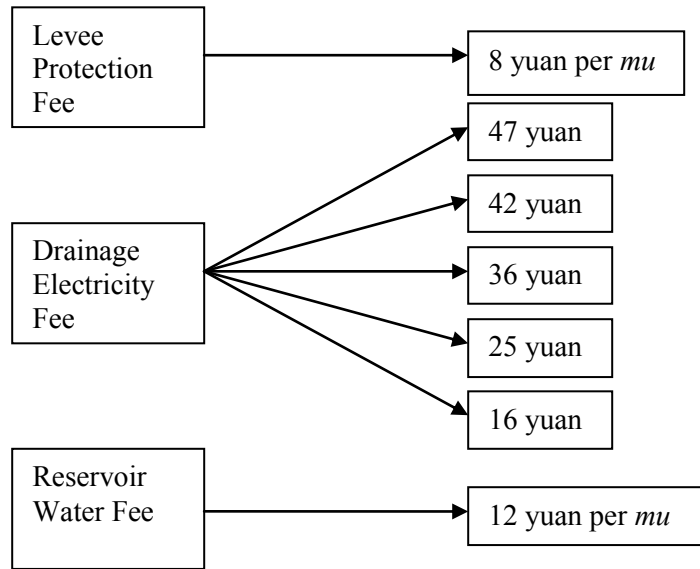 Levee
Protection
Fee
8 yuan per mu
Drainage
Electricity
Fee
47 yuan
42 yuan
36 yuan
25 yuan
16 yuan
Reservoir
Water Fee
12 yuan per mu